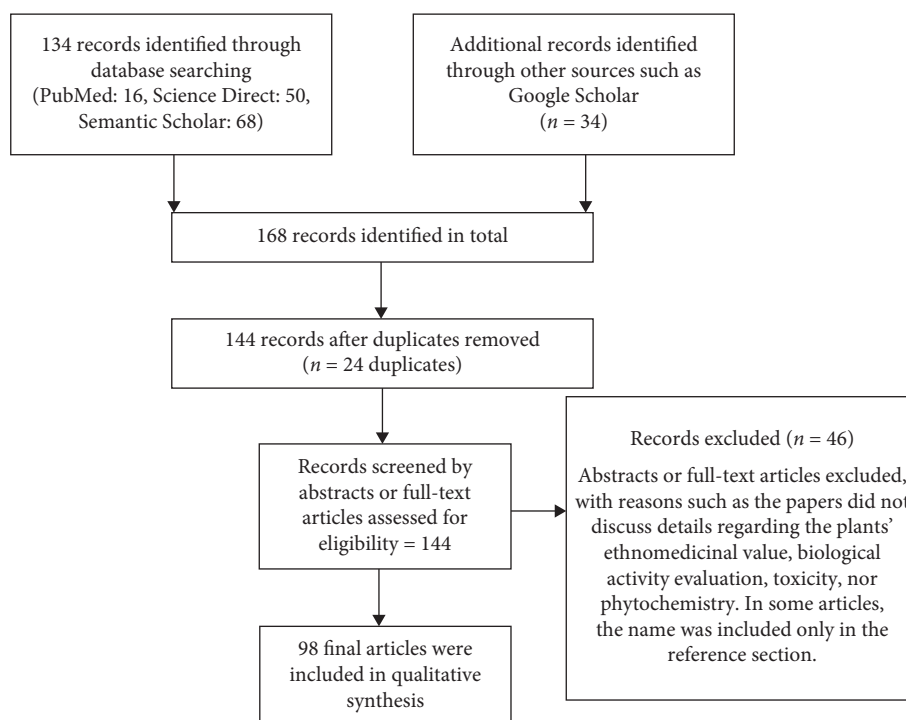 134 records identified through
database searching
(PubMed: 16, Science Direct: 50,
Semantic Scholar: 68)
Additional records identified
through other sources such as
Google Scholar
(n = 34)
168 records identified in total
144 records after duplicates removed
(n = 24 duplicates)
Records screened by
abstracts or full-text
articles assessed for
eligibility = 144
Records excluded (n = 46)
Abstracts or full-text articles excluded,
with reasons such as the papers did not
discuss details regarding the plants’
ethnomedicinal value, biological
activity evaluation, toxicity, nor
phytochemistry. In some articles,
the name was included only in the
reference section.
98 final articles were
included in qualitative
synthesis